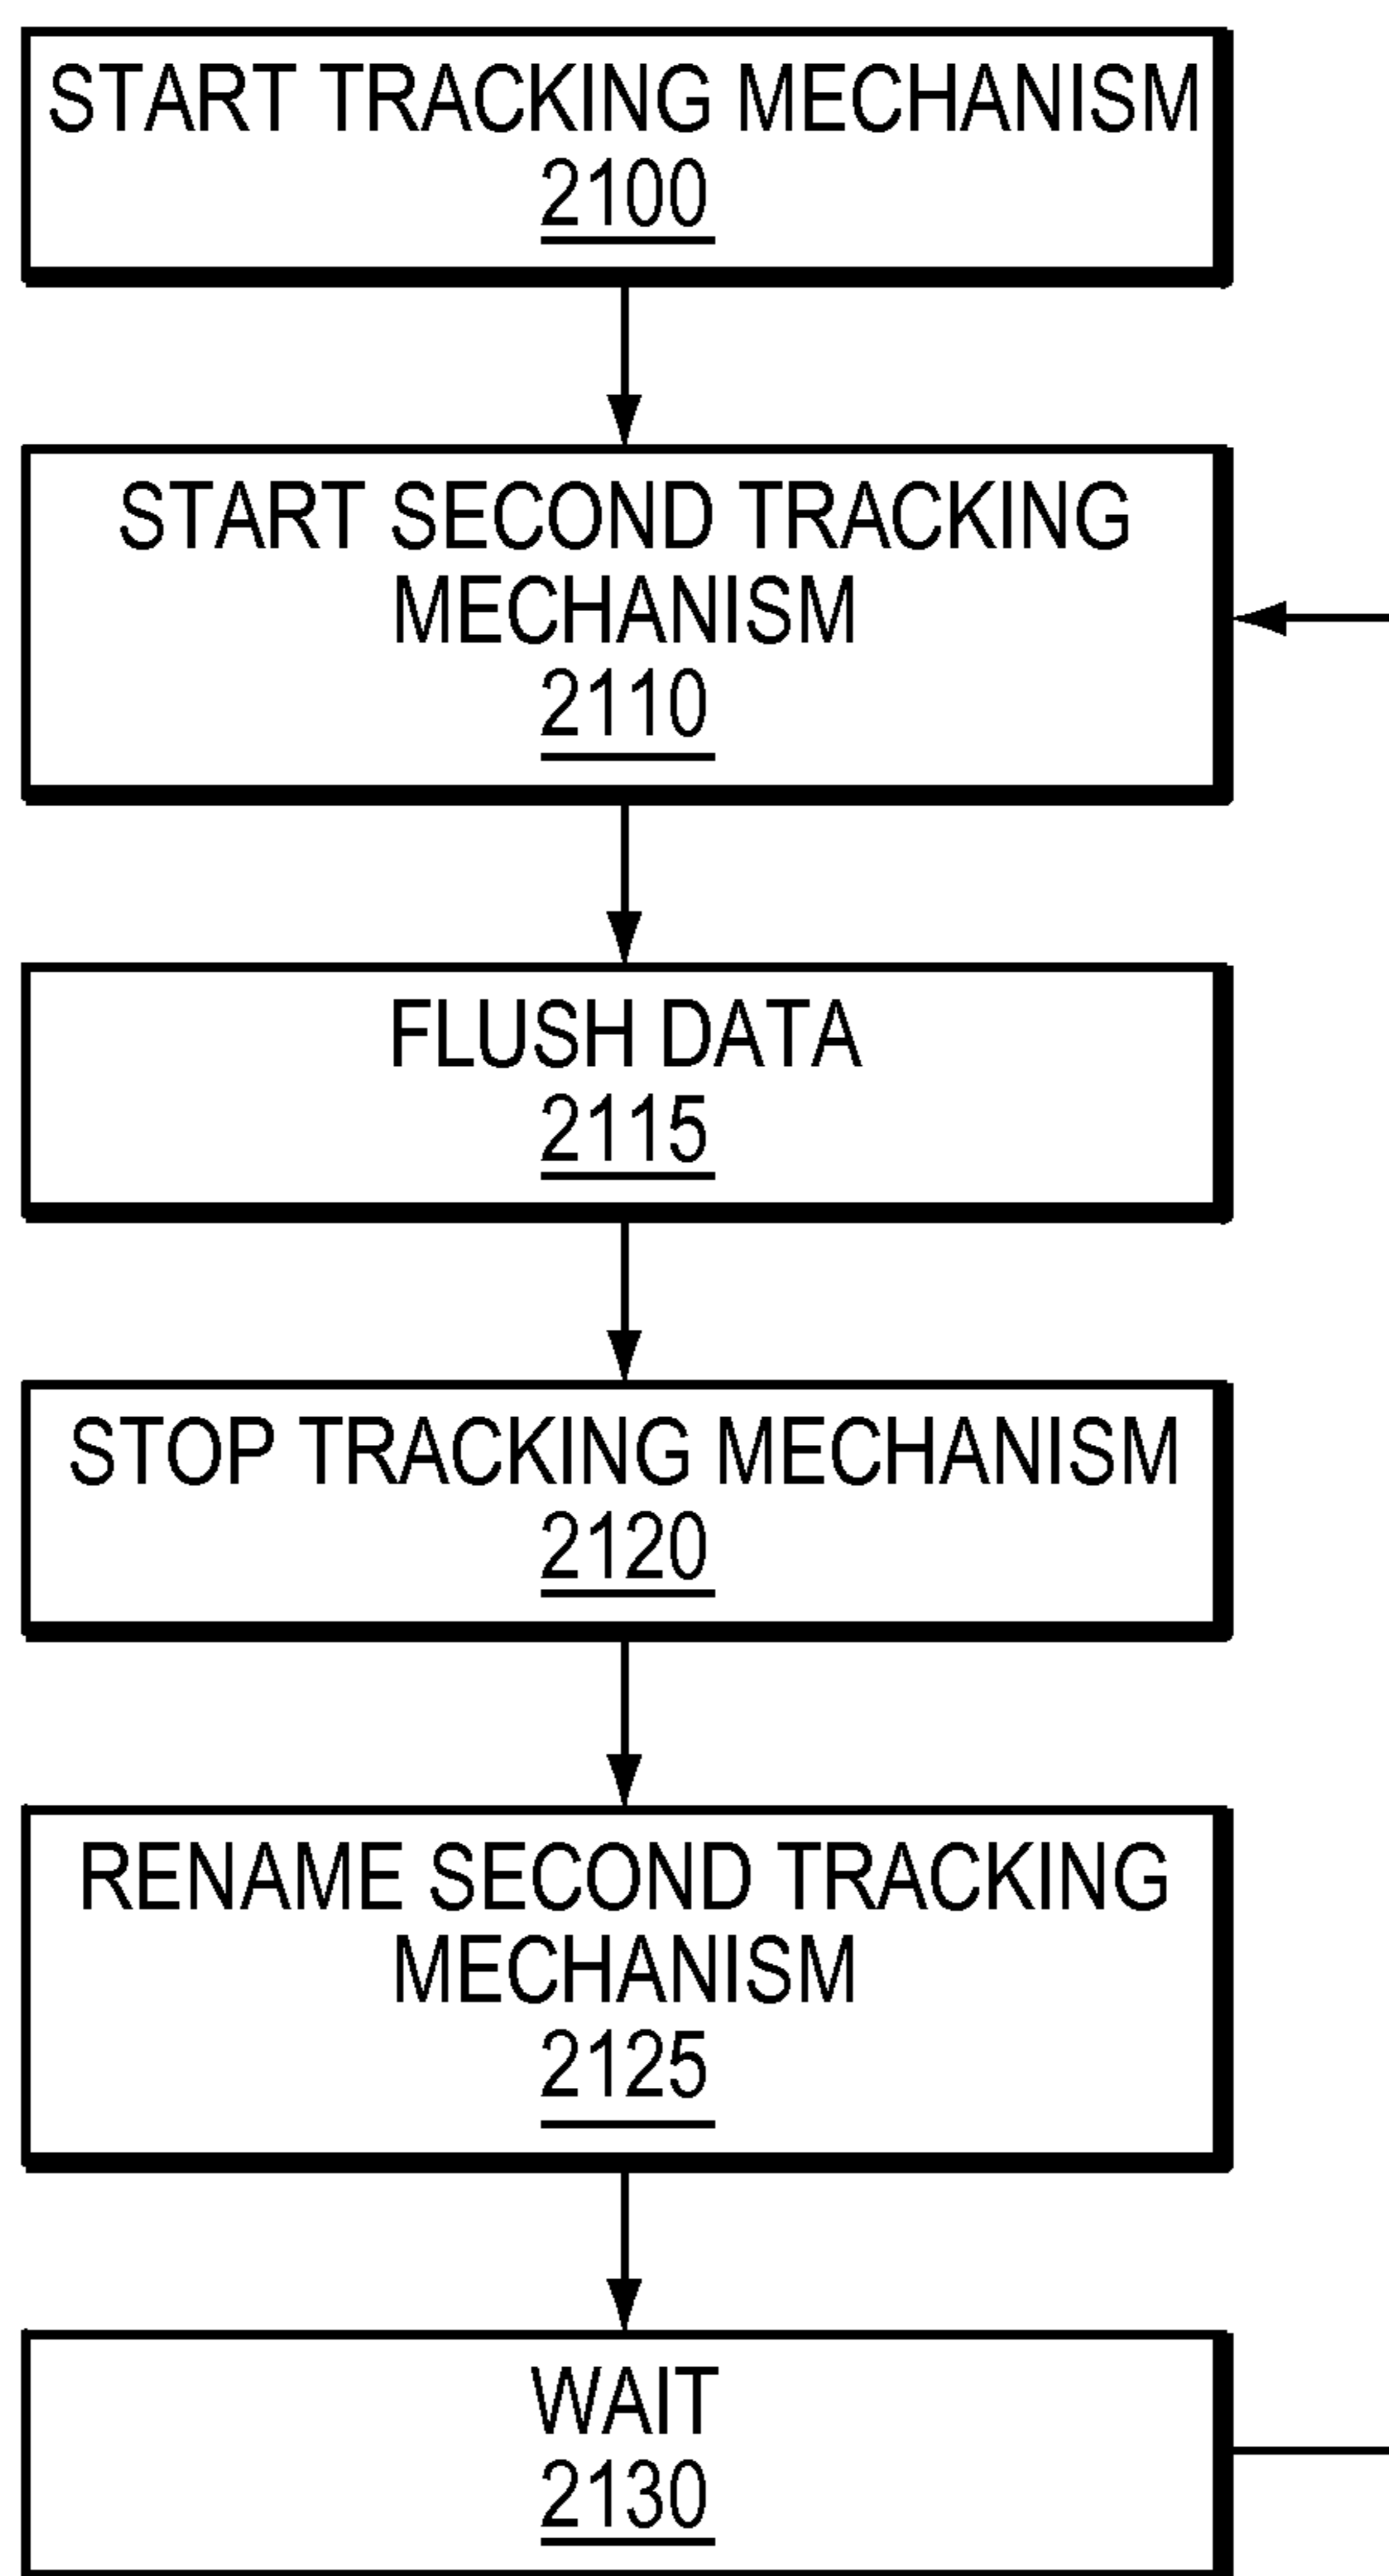 START TRACKING MECHANISM
2100
START SECOND TRACKING
MECHANISM
2110
FLUSH DATA
2115
STOP TRACKING MECHANISM
2120
RENAME SECOND TRACKING
MECHANISM
2125
WAIT
2130